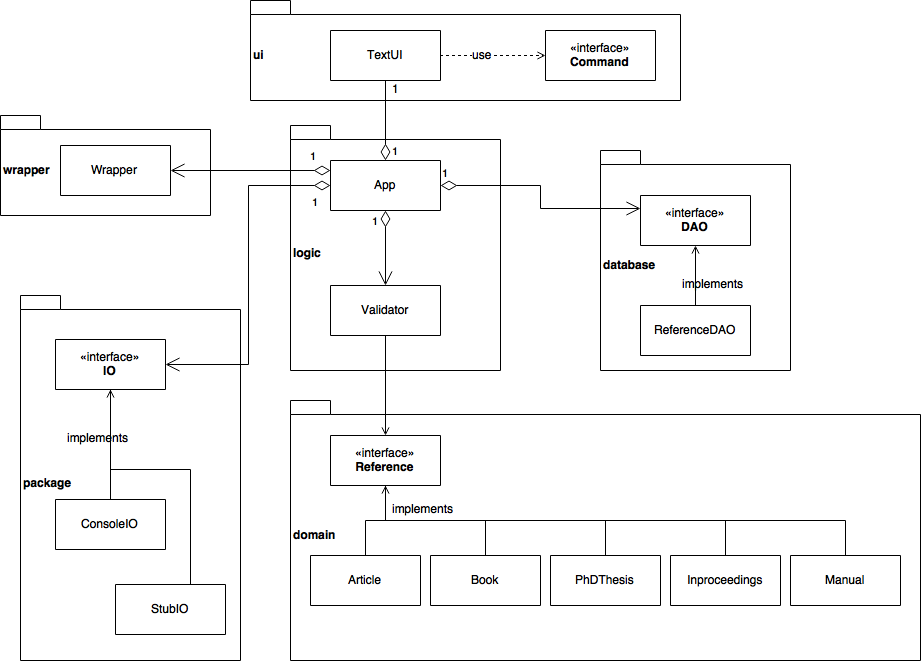 ui
TextUI
use
«interface»
Command
1
wrapper
Wrapper
1
1
1
1
1
logic
App
Validator
database
«interface»
DAO
implements
ReferenceDAO
package
«interface»
IO
implements
ConsoleIO
StubIO
domain
«interface»
Reference
implements
Article
Book
PhDThesis
Inproceedings
Manual